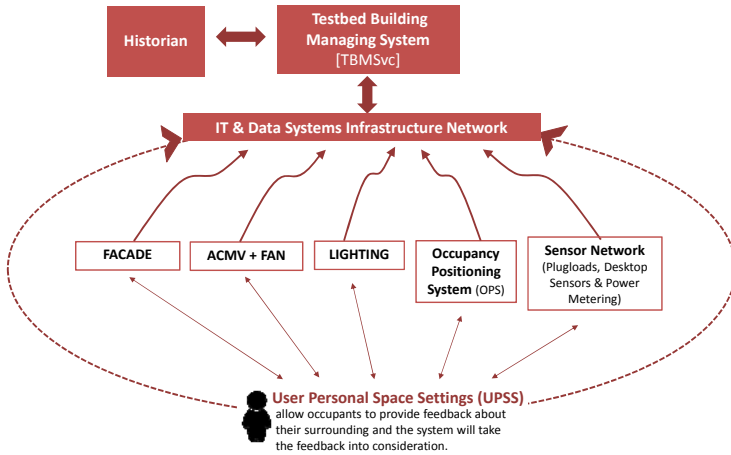 Historian
Testbed Building
Managing System
[TBMSvc]
IT & Data Systems Infrastructure Network
FACADE
ACMV + FAN
LIGHTING
Occupancy
Positioning
System (OPS)
Sensor Network
(Plugloads, Desktop
Sensors & Power
Metering)
User Personal Space Settings (UPSS)
allow occupants to provide feedback about
their surrounding and the system will take
the feedback into consideration.